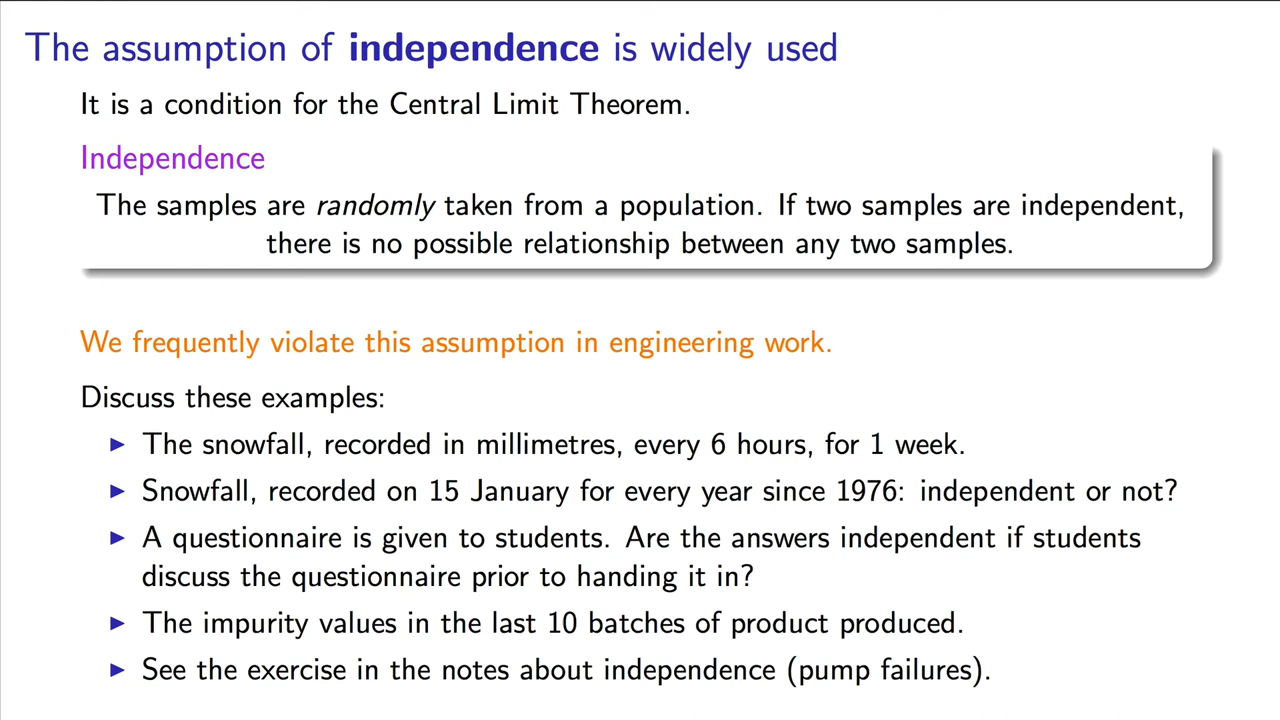 The assumption of independence is widely used
It is a condition for the Central Limit Theorem.
Independence
The samples are randomly taken from a population. If two samples are independent,
there is no possible relationship between any two samples.
We frequently violate this assumption in engineering work.
Discuss these examples:
▶ The snowfall, recorded in millimetres, every 6 hours, for 1 week.
▶ Snowfall, recorded on 15 January for every year since 1976: independent or not?
▶ A questionnaire is given to students. Are the answers independent if students
discuss the questionnaire prior to handing it in?
▶ The impurity values in the last 10 batches of product produced.
▶ See the exercise in the notes about independence (pump failures).